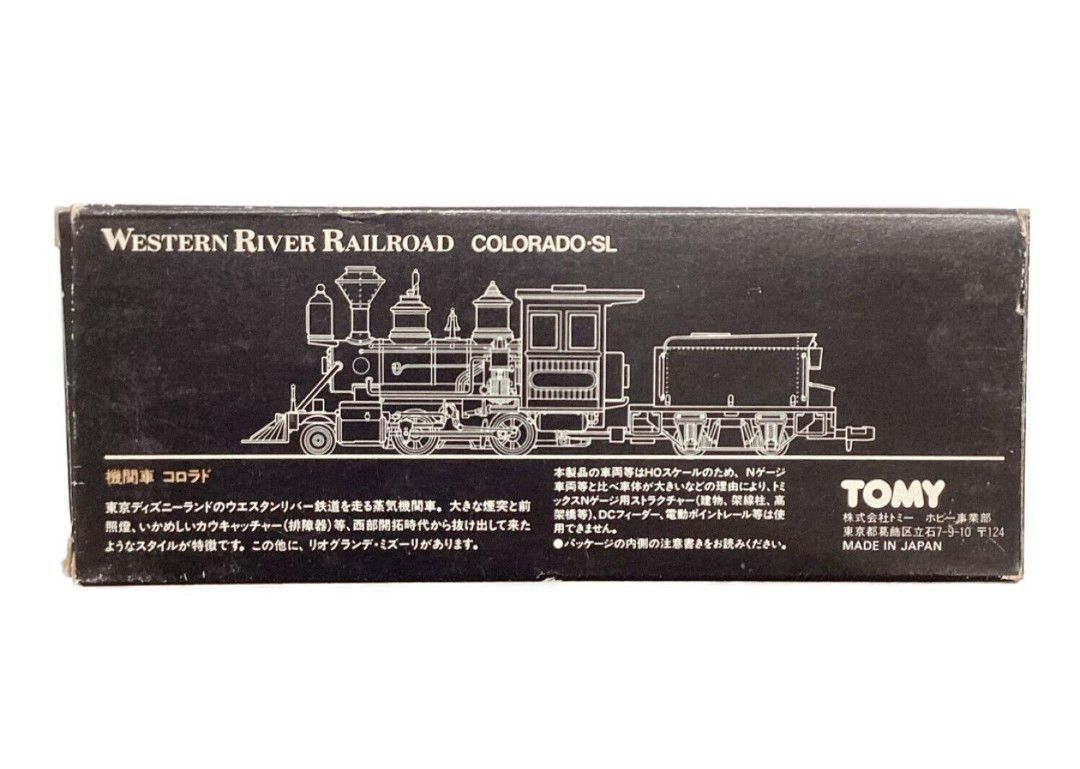 WESTERN RIVER RAILROAD COLORADO·SL
機関車 コロラド
東京ディズニーランドのウエスタンリバー鉄道を走る蒸気機関車。大きな煙突と前
照燈、いかめしいカウキャッチャー(排障器)等、西部開拓時代から抜け出して来た
ようなスタイルが特徴です。この他に、リオグランデ・ミズーリがあります。
本製品の車両等はHOスケールのため、Nゲージ
車両等と比べ車体が大きいなどの理由により、トミ
ックスNゲージ用ストラクチャー(建物、架線柱、高
架橋等)、DCフィーダー、電動ポイントレール等は使
用できません。
●パッケージの内側の注意書きをお読みください。
TOMY
株式会社トミー ホビー事業部
東京都葛飾区立石7-9-10 〒124
MADE IN JAPAN